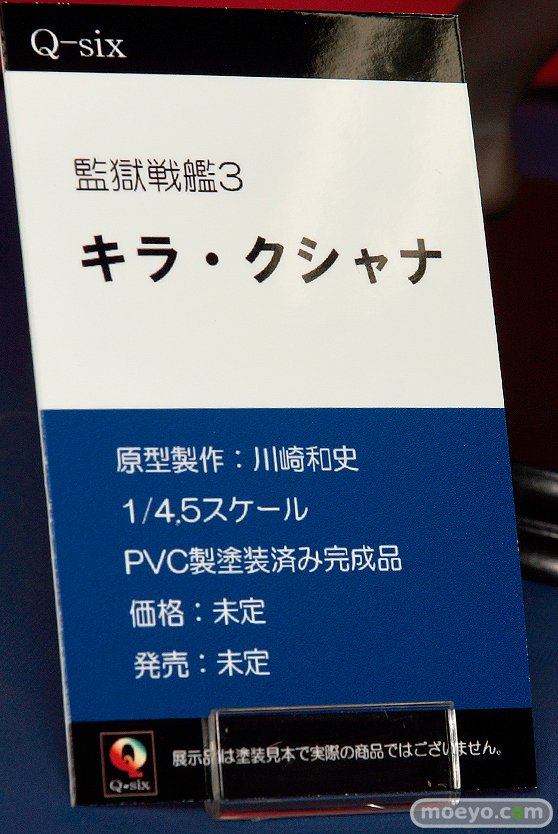 Q-six
監獄戦艦3
キラ・クシャナ
原型製作：川崎和史
1/4.5スケール
PVC製塗装済み完成品
価格：未定
発売：未定
Q-six
展示品は塗装見本で実際の商品ではございません。
moeyo.com